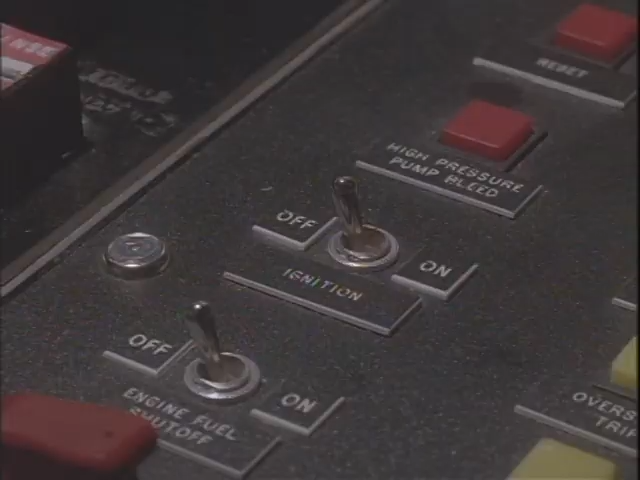 RESET
HIGH PRESSURE
PUMP BLEED
OFF
ON
IGNITION
OFF
ON
ENGINE FUEL
SHUTOFF
OVERS
TRIP